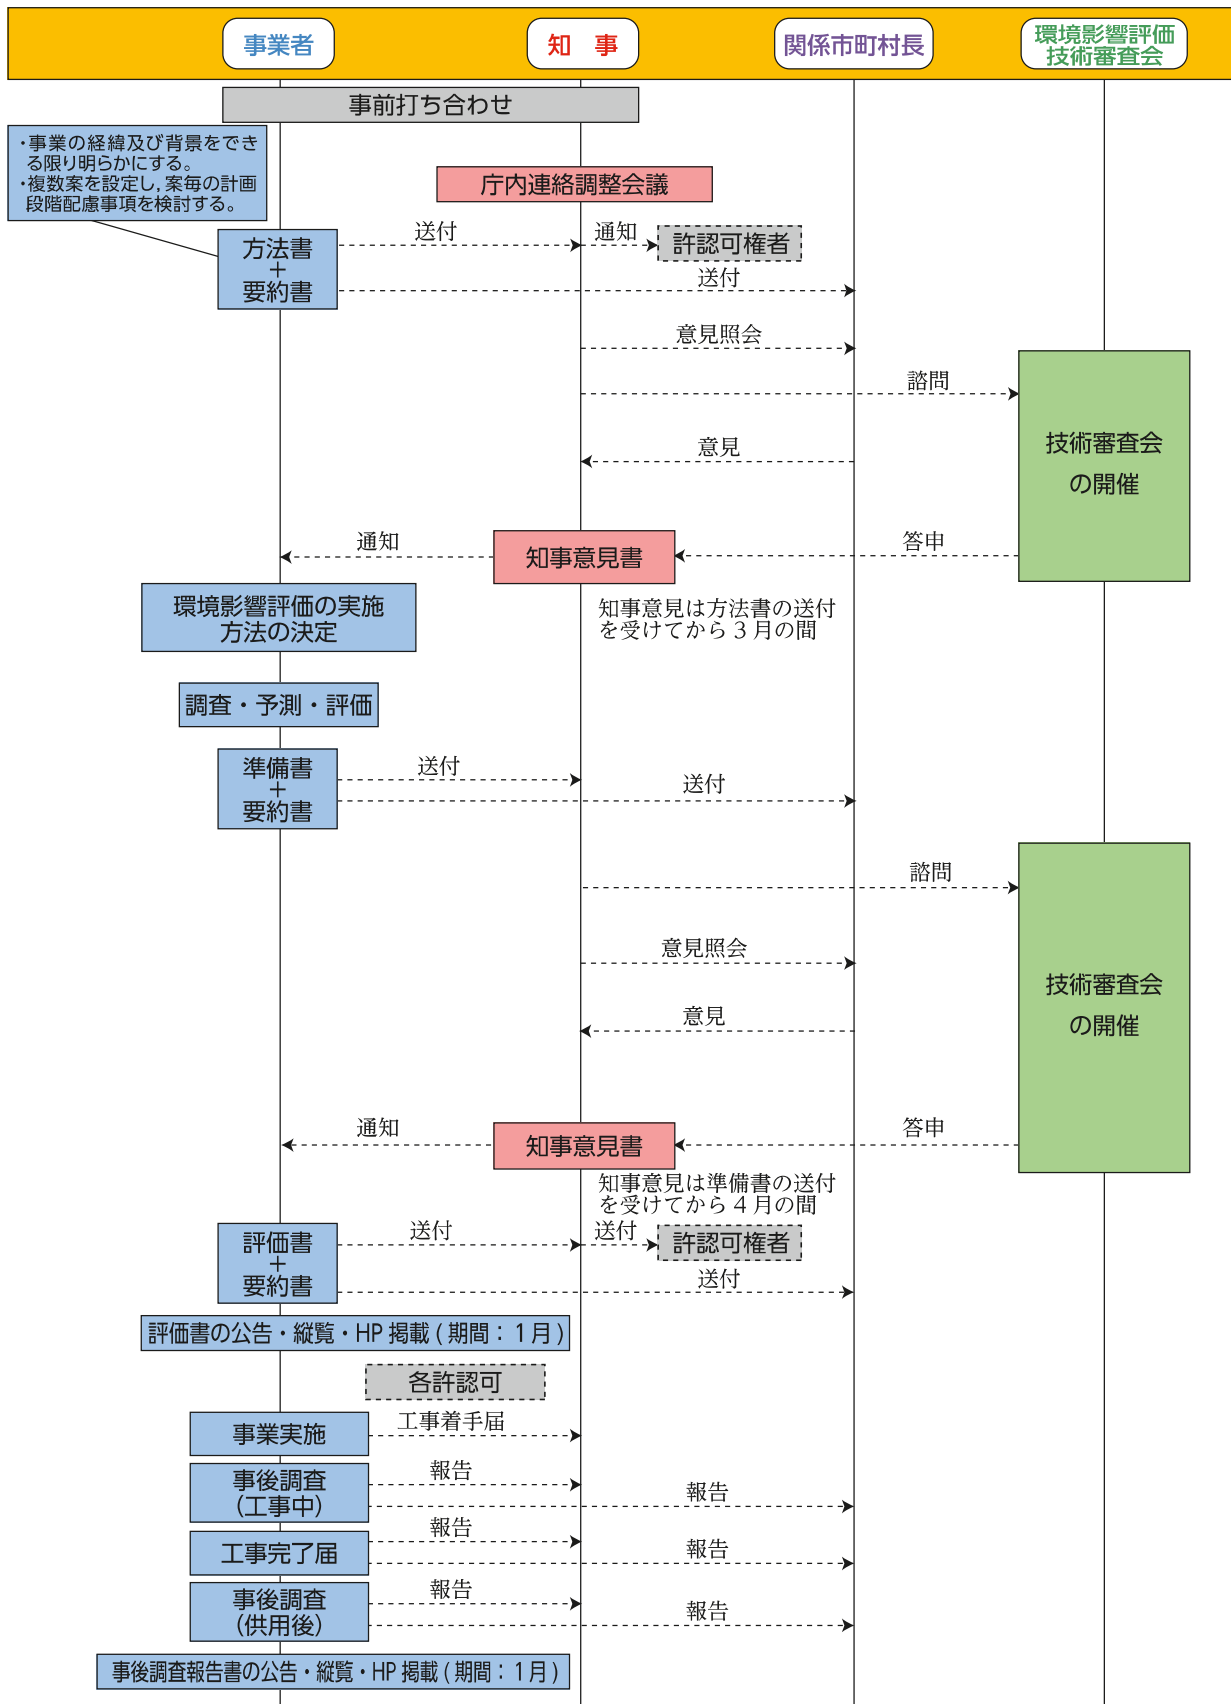 事業者
知　事
関係市町村長
環境影響評価
技術審査会
事前打ち合わせ
・事業の経緯及び背景をでき
る限り明らかにする。
・複数案を設定し,案毎の計画
段階配慮事項を検討する。
庁内連絡調整会議
方法書
+
要約書
送付
通知
許認可権者
送付
意見照会
諮問
意見
技術審査会
の開催
通知
知事意見書
答申
環境影響評価の実施
方法の決定
知事意見は方法書の送付
を受けてから3月の間
調査・予測・評価
準備書
+
要約書
送付
送付
諮問
意見照会
意見
技術審査会
の開催
通知
知事意見書
答申
知事意見は準備書の送付
を受けてから4月の間
評価書
+
要約書
送付
送付
許認可権者
送付
評価書の公告・縦覧・HP 掲載(期間：1月)
各許認可
事業実施
工事着手届
事後調査
(工事中)
報告
報告
工事完了届
報告
報告
事後調査
(供用後)
報告
報告
事後調査報告書の公告・縦覧・HP 掲載(期間：1月)